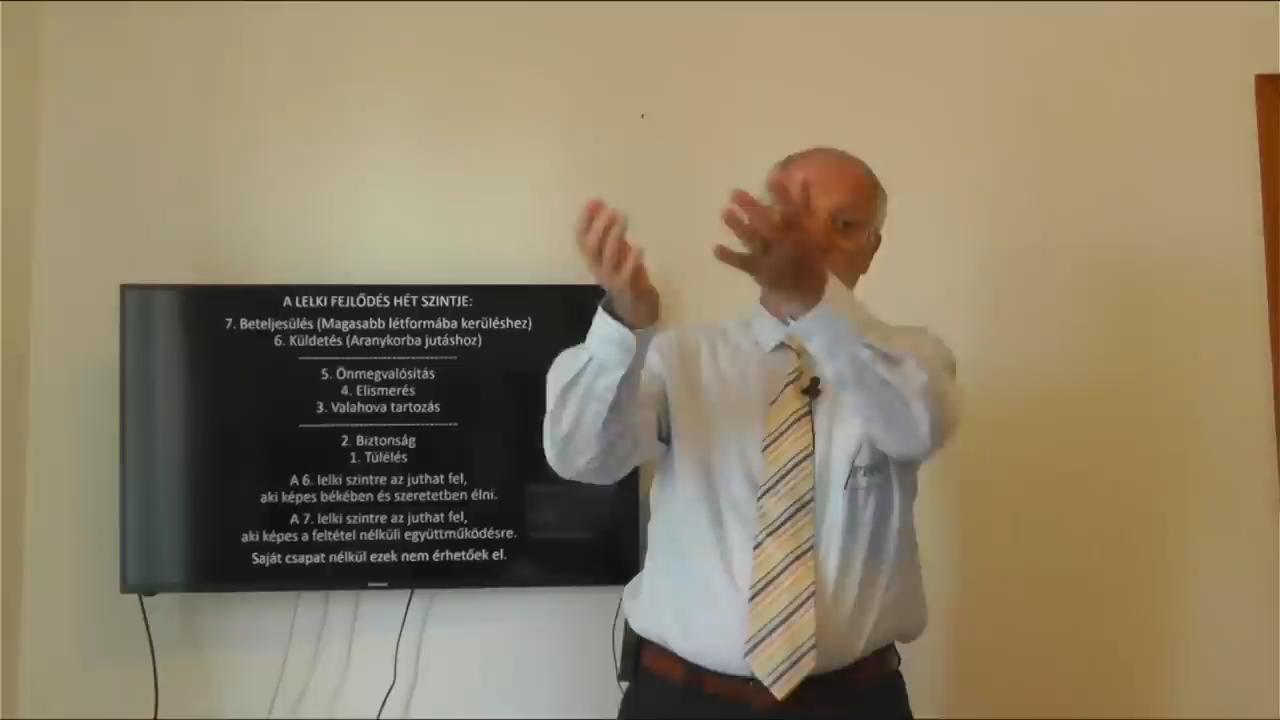 A LELKI FEJLŐDÉS HÉT SZINTJE:
7. Beteljesülés (Magasabb létformába kerüléshez)
6. Küldetés (Aranykorba jutáshoz)
5. Önmegvalósítás
4. Elismerés
3. Valahova tartozás
2. Biztonság
1. Túlélés
A 6. lelki szintre az juthat fel,
aki képes békében és szeretetben élni.
A 7. lelki szintre az juthat fel,
aki képes a feltétel nélküli együttműködésre.
Saját csapat nélkül ezek nem érhetőek el.